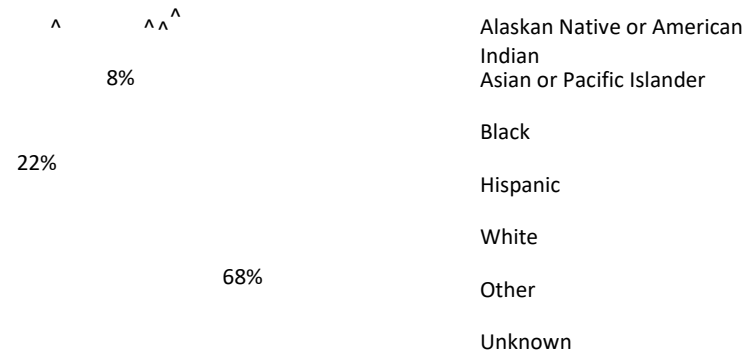 ^ ^ ^ ^
8%
22%
68%
Alaskan Native or American
Indian
Asian or Pacific Islander
Black
Hispanic
White
Other
Unknown